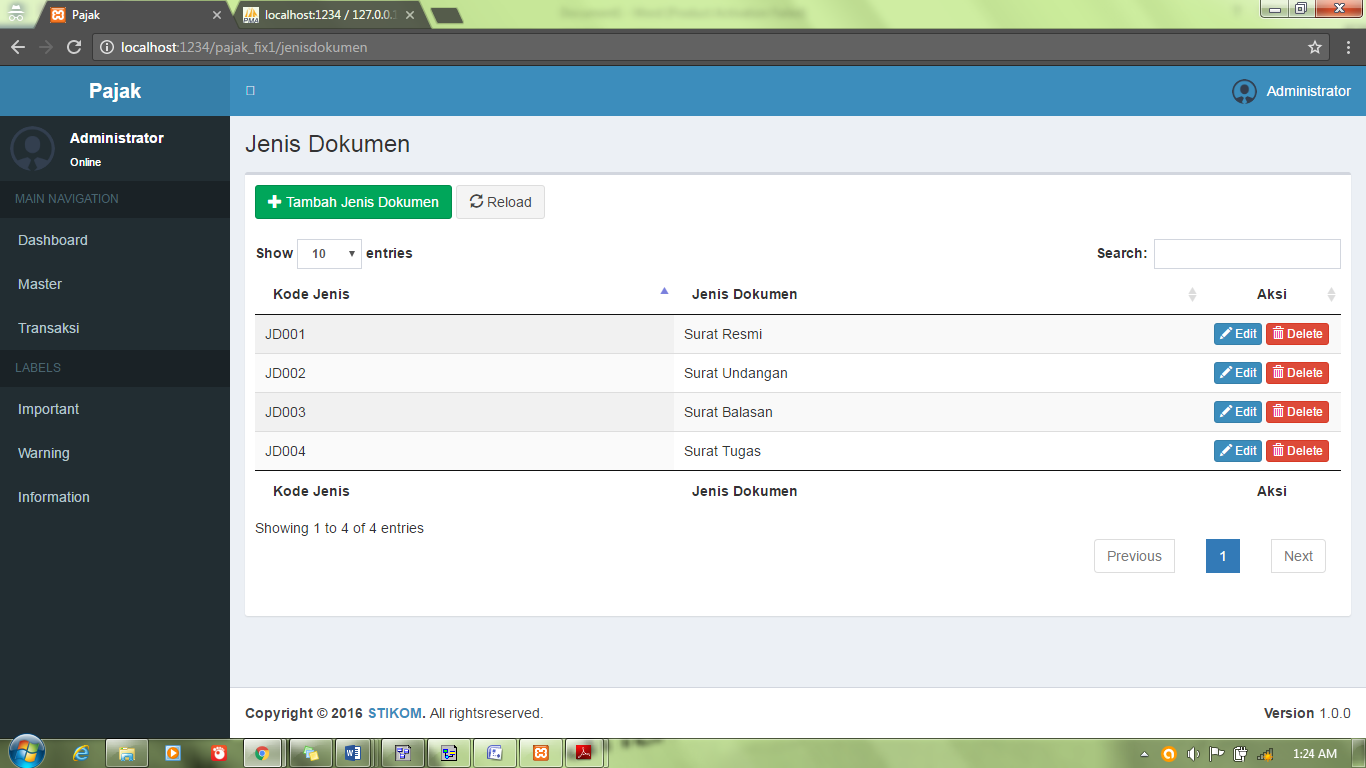 Pajak
localhost:1234 / 127.0.0.1
localhost:1234/pajak_fix1/jenisdokumen
Pajak
Administrator
Administrator
Online
MAIN NAVIGATION
Dashboard
Master
Transaksi
LABELS
Important
Warning
Information
Jenis Dokumen
Tambah Jenis Dokumen Reload
Show 10 entries Search:
Kode Jenis Jenis Dokumen Aksi
JD001 Surat Resmi Edit Delete
JD002 Surat Undangan Edit Delete
JD003 Surat Balasan Edit Delete
JD004 Surat Tugas Edit Delete
Kode Jenis Jenis Dokumen Aksi
Showing 1 to 4 of 4 entries
Previous 1 Next
Copyright © 2016 STIKOM. All rightsreserved. Version 1.0.0
1:24 AM